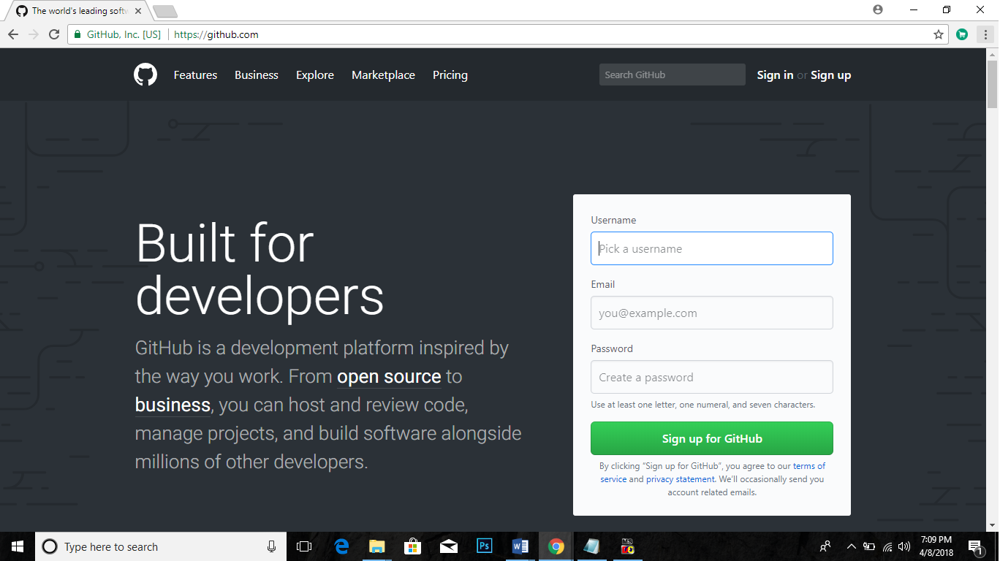 The world's leading softw
GitHub, Inc. [US]
https://github.com
Features
Business
Explore
Marketplace
Pricing
Search GitHub
Sign in or Sign up
Built for
developers
GitHub is a development platform inspired by
the way you work. From open source to
business, you can host and review code,
manage projects, and build software alongside
millions of other developers.
Username
Pick a username
Email
you@example.com
Password
Create a password
Use at least one letter, one numeral, and seven characters.
Sign up for GitHub
By clicking “Sign up for GitHub”, you agree to our terms of
service and privacy statement. We’ll occasionally send you
account related emails.
Type here to search
Ps
W
MS
7:09 PM
4/8/2018
1